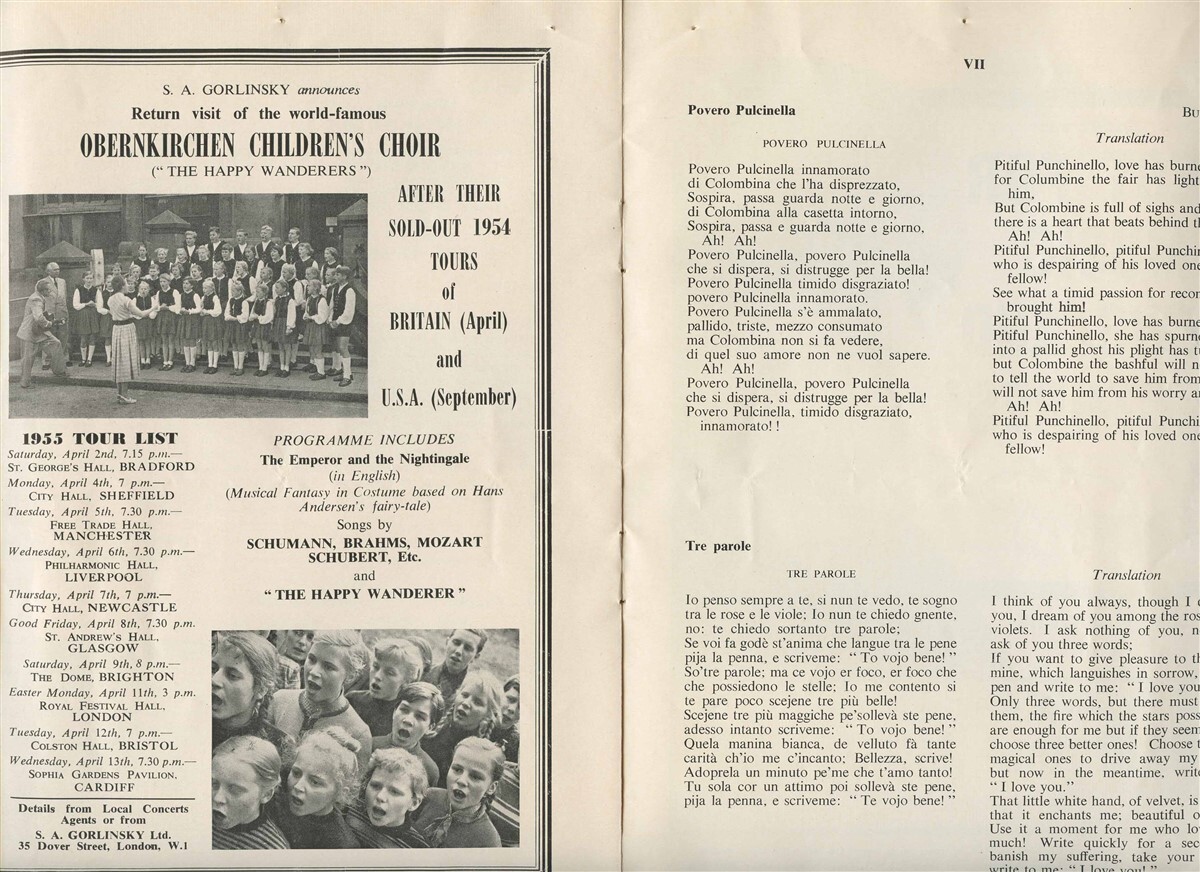 S. A. GORLINSKY announces
Return visit of the world-famous
OBERNKIRCHEN CHILDREN'S CHOIR
(" THE HAPPY WANDERERS ")
AFTER THEIR
SOLD-OUT 1954
TOURS
of
BRITAIN (April)
and
U.S.A. (September)
1955 TOUR LIST
Saturday, April 2nd, 7.15 p.m.—
ST. GEORGE'S HALL, BRADFORD
Monday, April 4th, 7 p.m.—
CITY HALL, SHEFFIELD
Tuesday, April 5th, 7.30 p.m.—
FREE TRADE HALL,
MANCHESTER
Wednesday, April 6th, 7.30 p.m.—
PHILHARMONIC HALL,
LIVERPOOL
Thursday, April 7th, 7 p.m.—
CITY HALL, NEWCASTLE
Good Friday, April 8th, 7.30 p.m.
ST. ANDREW'S HALL,
GLASGOW
Saturday, April 9th, 8 p.m.—
THE DOME, BRIGHTON
Easter Monday, April 11th, 3 p.m.
ROYAL FESTIVAL HALL,
LONDON
Tuesday, April 12th, 7 p.m.—
COLSTON HALL, BRISTOL
Wednesday, April 13th, 7.30 p.m.—
SOPHIA GARDENS PAVILION,
CARDIFF
Details from Local Concerts
Agents or from
S. A. GORLINSKY Ltd.
35 Dover Street, London, W.1
PROGRAMME INCLUDES
The Emperor and the Nightingale
(in English)
(Musical Fantasy in Costume based on Hans
Andersen's fairy-tale)
Songs by
SCHUMANN, BRAHMS, MOZART
SCHUBERT, Etc.
and
" THE HAPPY WANDERER "
VII
Povero Pulcinella
Bu
POVERO PULCINELLA
Povero Pulcinella innamorato
di Colombina che l'ha disprezzato,
Sospira, passa guarda notte e giorno,
di Colombina alla casetta intorno,
Sospira, passa e guarda notte e giorno,
Ah! Ah!
Povero Pulcinella, povero Pulcinella
che si dispera, si distrugge per la bella!
Povero Pulcinella timido disgraziato!
povero Pulcinella innamorato.
Povero Pulcinella s'è ammalato,
pallido, triste, mezzo consumato
ma Colombina non si fa vedere,
di quel suo amore non ne vuol sapere.
Ah! Ah!
Povero Pulcinella, povero Pulcinella
che si dispera, si distrugge per la bella!
Povero Pulcinella, timido disgraziato,
innamorato! !
Translation
Pitiful Punchinello, love has burne
for Columbine the fair has light
him,
But Colombine is full of sighs and
there is a heart that beats behind th
Ah! Ah!
Pitiful Punchinello, pitiful Punchin
who is despairing of his loved one
fellow!
See what a timid passion for recor
brought him!
Pitiful Punchinello, love has burne
Pitiful Punchinello, she has spurne
into a pallid ghost his plight has t
but Colombine the bashful will n
to tell the world to save him from
will not save him from his worry a
Ah! Ah!
Pitiful Punchinello, pitiful Punchi
who is despairing of his loved one
fellow!
Tre parole
TRE PAROLE
Io penso sempre a te, si nun te vedo, te sogno
tra le rose e le viole; Io nun te chiedo gnente,
no: te chiedo sortanto tre parole;
Se voi fa godè st'anima che langue tra le pene
pija la penna, e scriveme: " To vojo bene! "
So'tre parole; ma ce vojo er foco, er foco che
che possiedono le stelle; Io me contento si
te pare poco scejene tre più belle!
Scejene tre più maggiche pe'sollevà ste pene,
adesso intanto scriveme: " To vojo bene! "
Quela manina bianca, de velluto fà tante
carità ch'io me c'incanto; Bellezza, scrive!
Adoprela un minuto pe'me che t'amo tanto!
Tu sola cor un attimo poi sollevà ste pene,
pija la penna, e scriveme: " Te vojo bene! "
Translation
I think of you always, though I
you, I dream of you among the ros
violets. I ask nothing of you, n
ask of you three words;
If you want to give pleasure to th
mine, which languishes in sorrow,
pen and write to me: " I love you
Only three words, but there must
them, the fire which the stars poss
are enough for me but if they seem
choose three better ones! Choose t
magical ones to drive away my
but now in the meantime, writ
" I love you."
That little white hand, of velvet, is
that it enchants me; beautiful o
Use it a moment for me who lo
much! Write quickly for a sec
banish my suffering, take your
write to me: " I love you! "